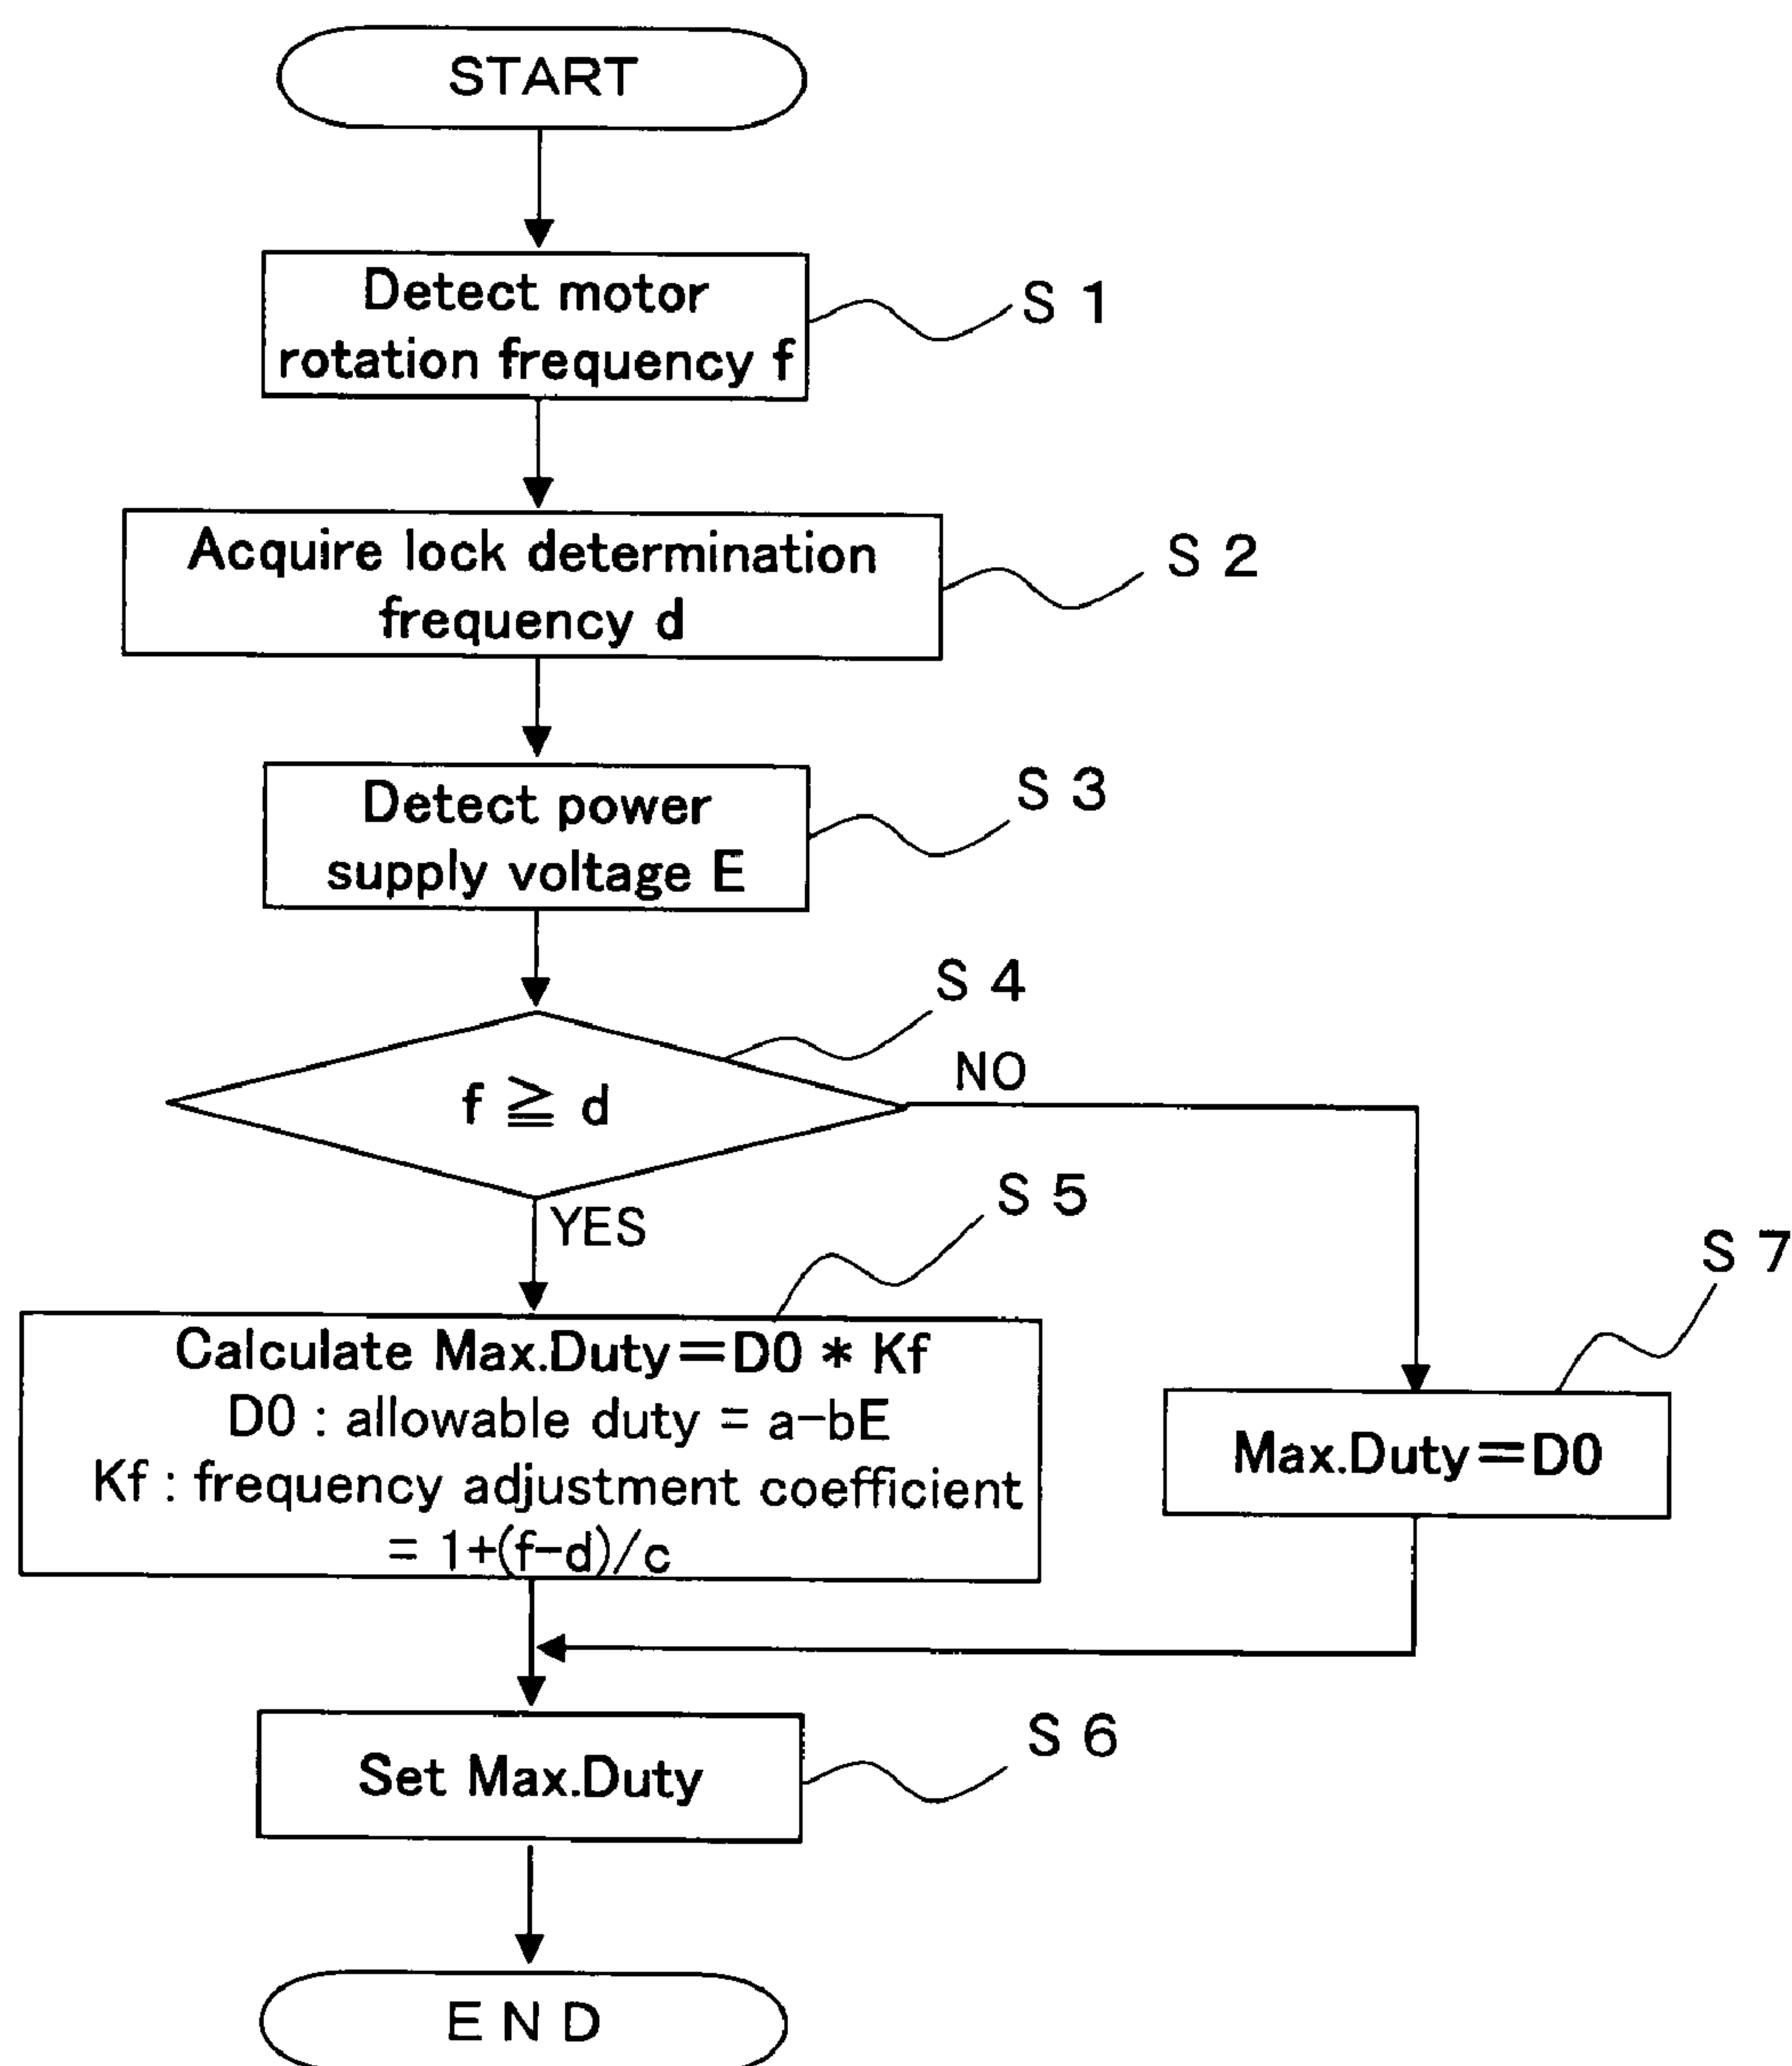 START
Detect motor
rotation frequency f
S 1
Acquire lock determination
frequency d
S 2
Detect power
supply voltage E
S 3
S 4
f ≧ d
NO
YES
S 5
Calculate Max.Duty=D0 * Kf
D0 : allowable duty = a-bE
Kf : frequency adjustment coefficient
= 1+(f-d)/c
S 7
Max.Duty=D0
Set Max.Duty
S 6
END